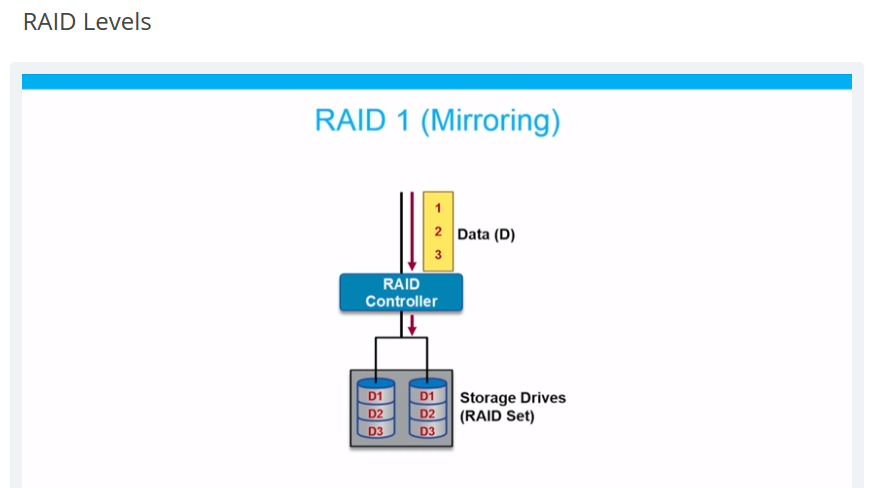 RAID Levels
RAID 1 (Mirroring)
1
2
3
Data (D)
RAID
Controller
D1
D2
D3
D1
D2
D3
Storage Drives
(RAID Set)